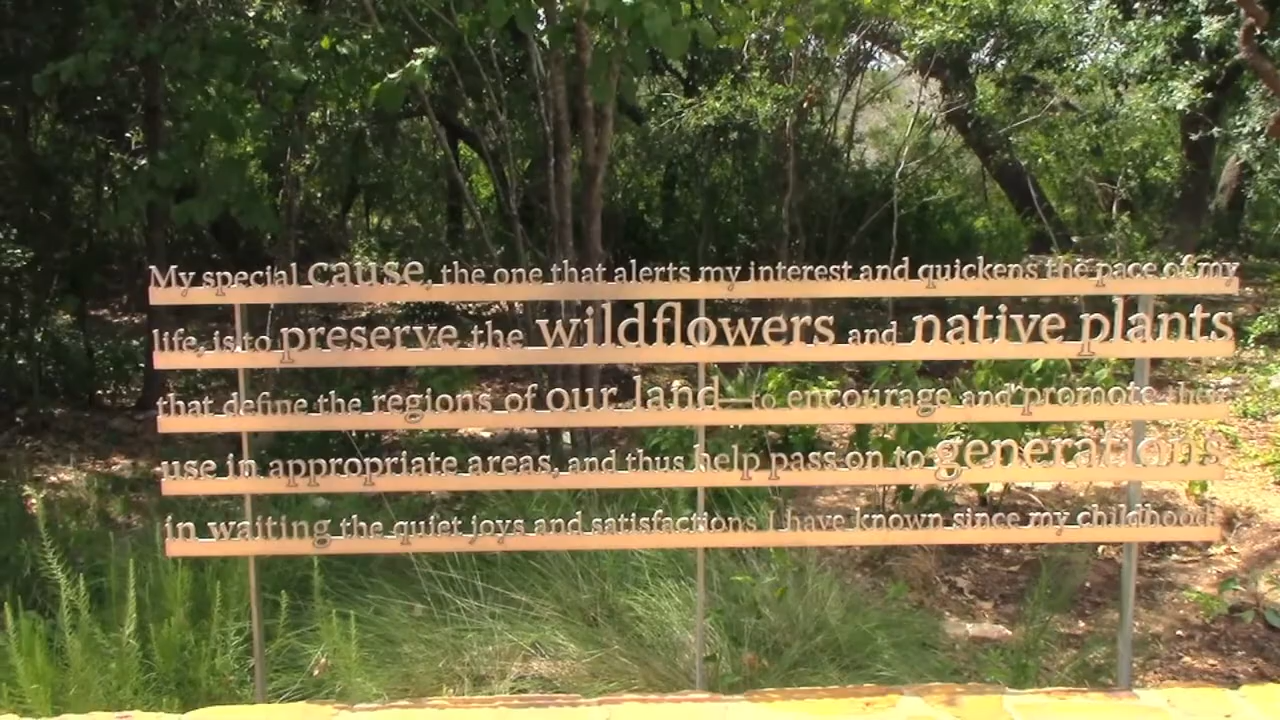 My special cause, the one that alerts my interest and quickens the pace of my
life, is to preserve the wildflowers and native plants
that define the regions of our land—to encourage and promote their
use in appropriate areas, and thus help pass on to generations
in waiting the quiet joys and satisfactions I have known since my childhood.